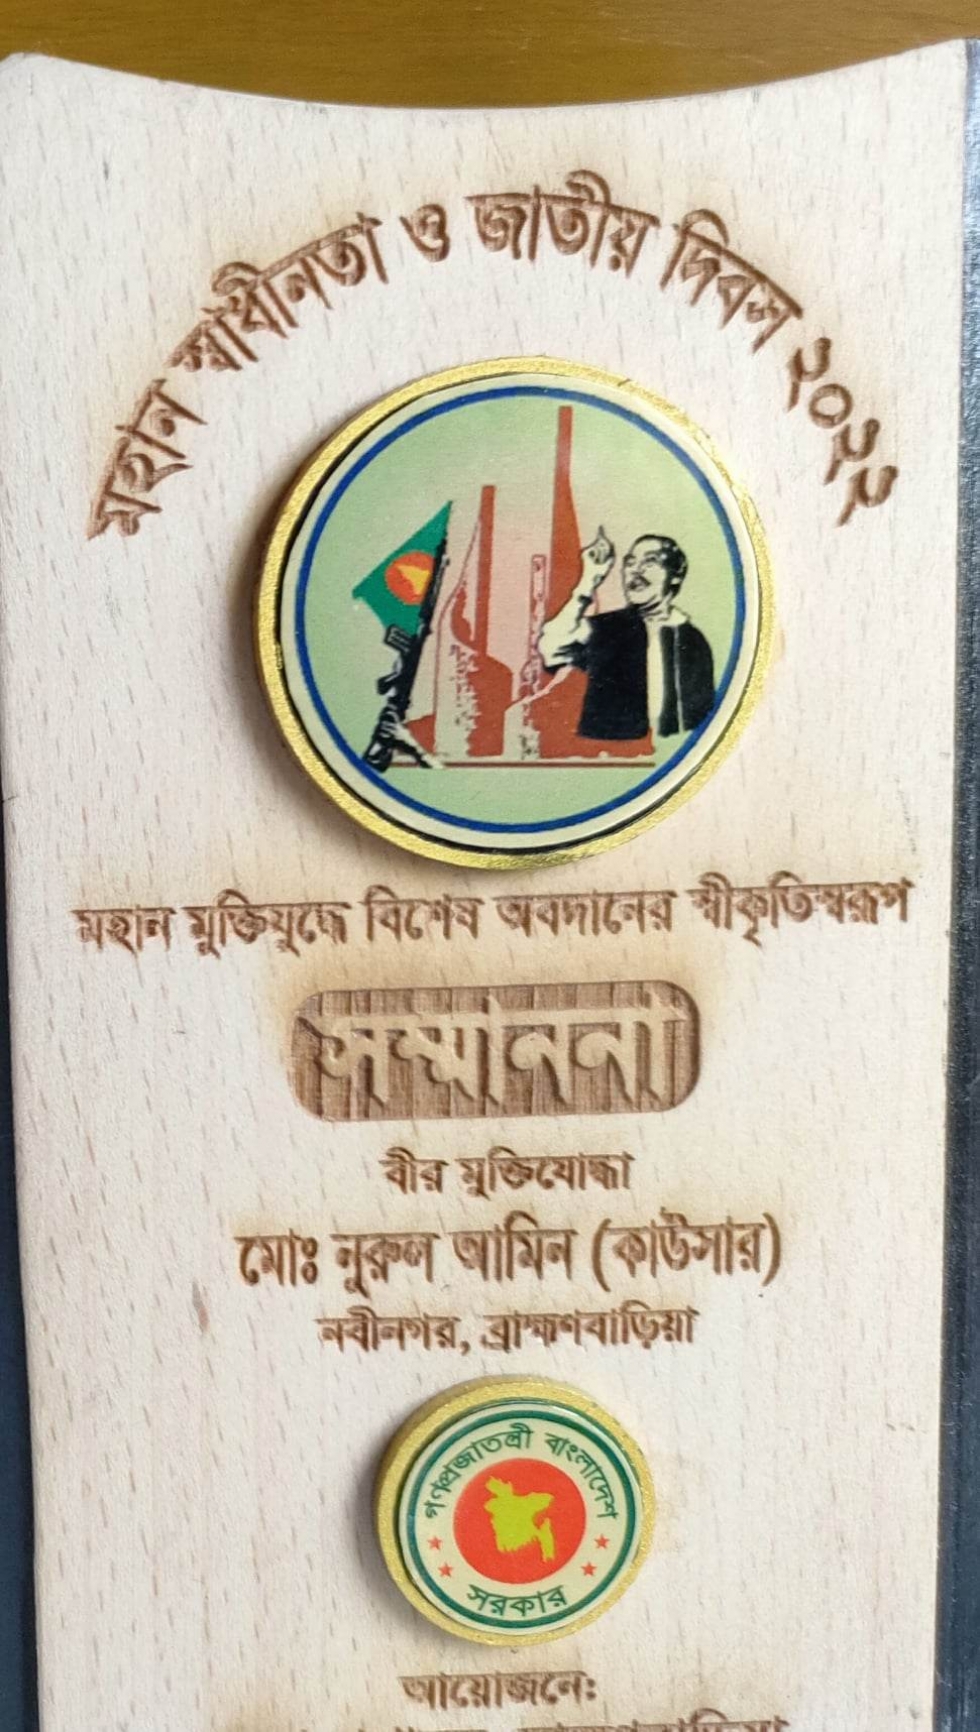 মহান স্বাধীনতা ও জাতীয় দিবস ২০২২
মহান মুক্তিযুদ্ধে বিশেষ অবদানের স্বীকৃতিস্বরূপ
সম্মাননা
বীর মুক্তিযোদ্ধা
মোঃ নুরুল আমিন (কাউসার)
নবীনগর, ব্রাহ্মণবাড়িয়া
গণপ্রজাতন্ত্রী বাংলাদেশ
সরকার
আয়োজনেঃ